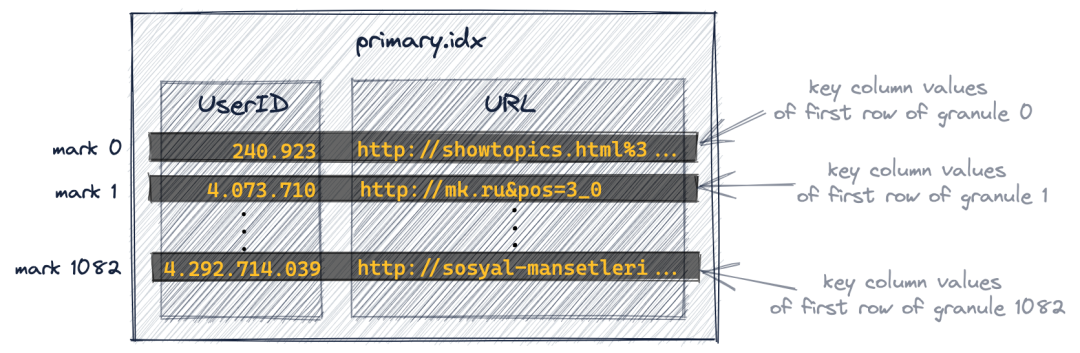 primary.idx
UserID URL
key column values
of first row of granule 0
mark 0 240.923 http://showtopics.html%3...
mark 1 4.073.710 http://mk.ru&pos=3_0
key column values
of first row of granule 1
mark 1082 4.292.714.039 http://sosyal-mansetleri...
key column values
of first row of granule 1082